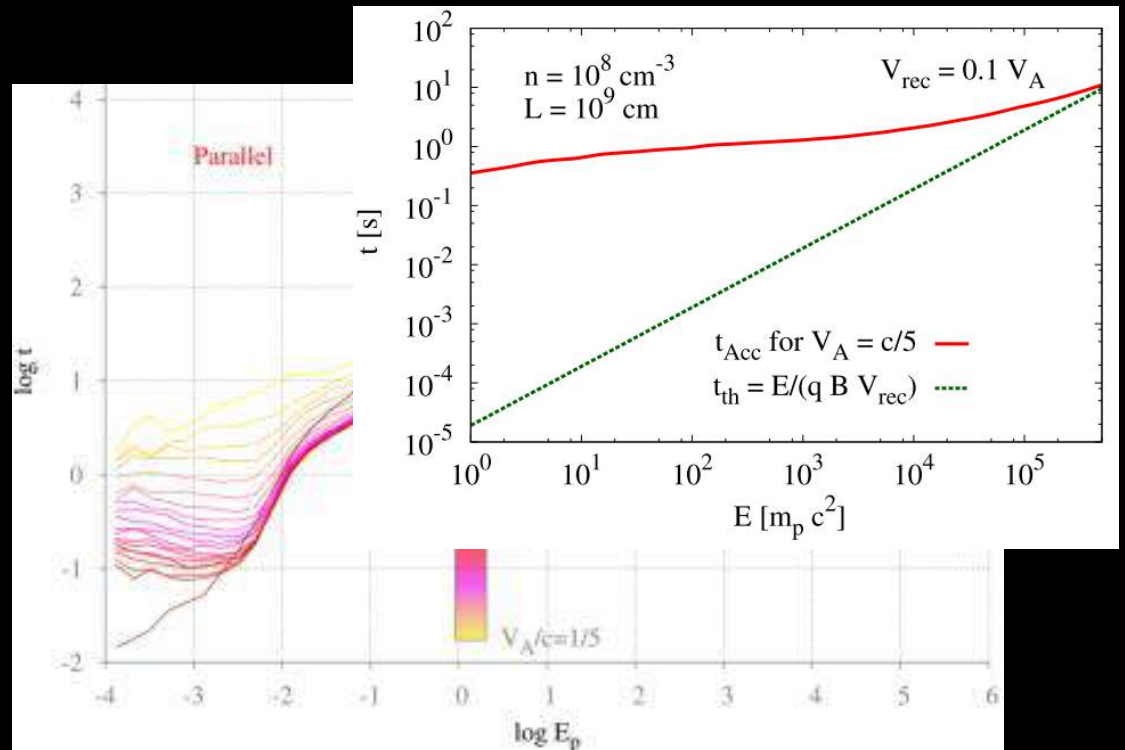 10^2
10^1
10^0
10^-1
10^-2
10^-3
10^-4
10^-5
t [s]
n = 10^8 cm^-3
L = 10^9 cm
V_rec = 0.1 V_A
t_Acc for V_A = c/5
t_th = E/(q B V_rec)
10^0 10^1 10^2 10^3 10^4 10^5
E [m_p c^2]
Parallel
4
3
2
1
0
-1
-2
log t
V_A/c=1/5
-4 -3 -2 -1 0 1 2 3 4 5 6
log E_p